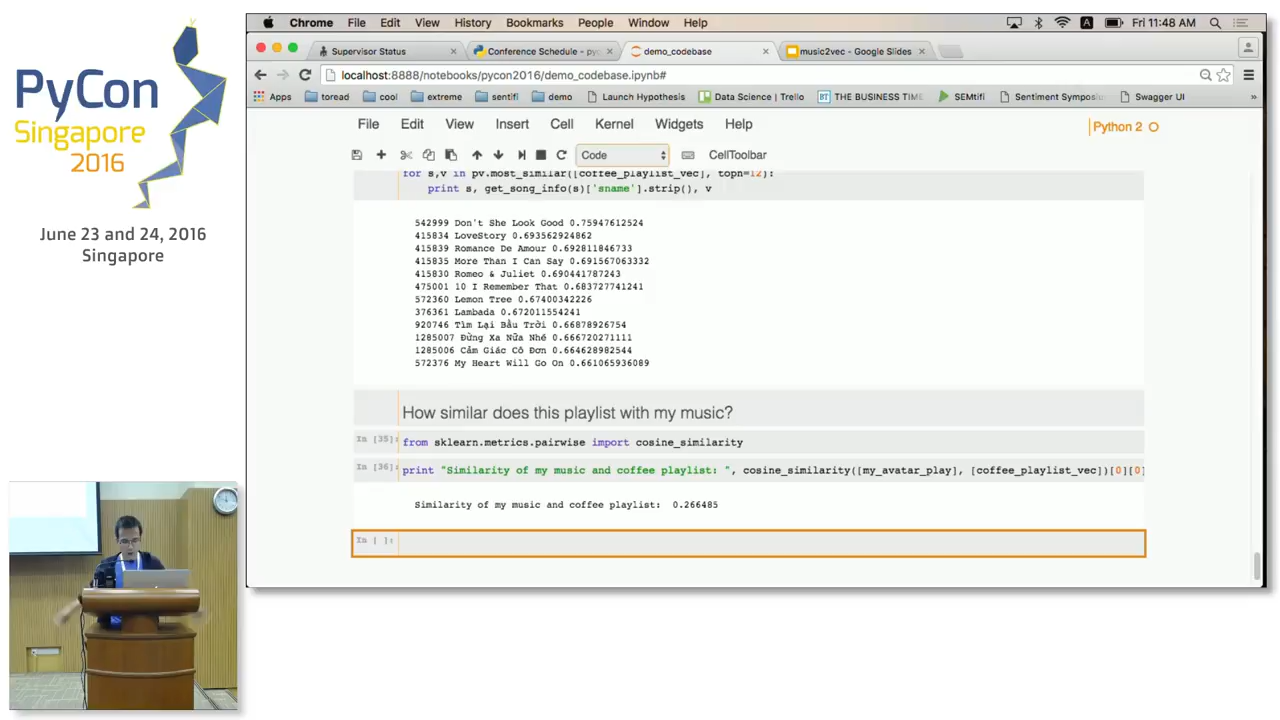 PyCon
Singapore
2016
June 23 and 24, 2016
Singapore
Chrome File Edit View History Bookmarks People Window Help
Fri 11:48 AM
Supervisor Status
Conference Schedule - pyc
demo_codebase
music2vec - Google Slides
localhost:8888/notebooks/pycon2016/demo_codebase.ipynb#
Apps toread cool extreme sentifi demo Launch Hypothesis Data Science | Trello BT THE BUSINESS TIME SEMtifi Sentiment Symposiu Swagger UI »
File Edit View Insert Cell Kernel Widgets Help
Python 2
Code
CellToolbar
for s,v in pv.most_similar([coffee_playlist_vec], topn=12):
print s, get_song_info(s)['sname'].strip(), v
542999 Don't She Look Good 0.75947612524
415834 LoveStory 0.693562924862
415839 Romance De Amour 0.692811846733
415835 More Than I Can Say 0.691567063332
415830 Romeo & Juliet 0.690441787243
475001 10 I Remember That 0.683727741241
572360 Lemon Tree 0.67400342226
376361 Lambada 0.672011554241
920746 Tìm Lại Bầu Trời 0.66878926754
1285007 Đừng Xa Nữa Nhé 0.666720271111
1285006 Cảm Giác Cô Đơn 0.664628982544
572376 My Heart Will Go On 0.661065936089
How similar does this playlist with my music?
In [35]: from sklearn.metrics.pairwise import cosine_similarity
In [36]: print "Similarity of my music and coffee playlist: ", cosine_similarity([my_avatar_play], [coffee_playlist_vec])[0][0]
Similarity of my music and coffee playlist:  0.266485
In [ ]: